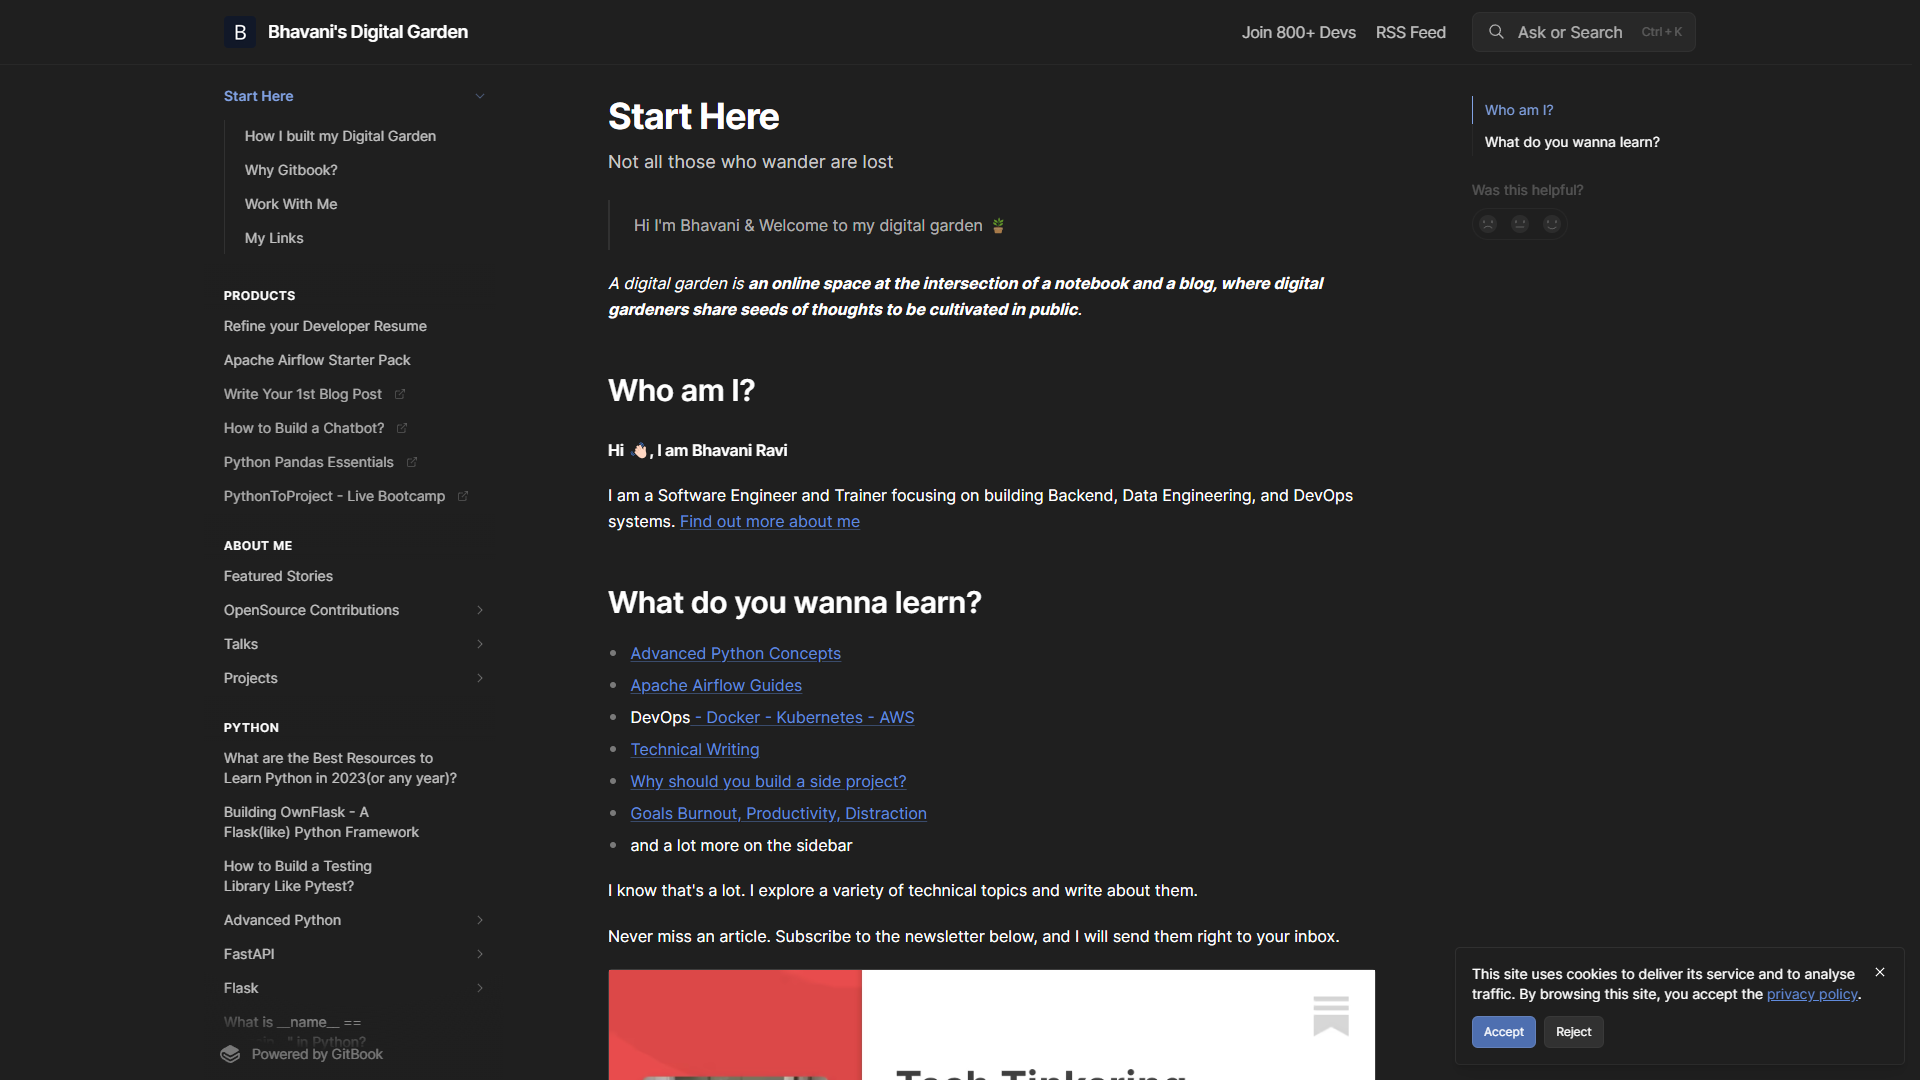 B Bhavani's Digital Garden
Join 800+ Devs
RSS Feed
Ask or Search Ctrl + K
Start Here
How I built my Digital Garden
Why Gitbook?
Work With Me
My Links
PRODUCTS
Refine your Developer Resume
Apache Airflow Starter Pack
Write Your 1st Blog Post
How to Build a Chatbot?
Python Pandas Essentials
PythonToProject - Live Bootcamp
ABOUT ME
Featured Stories
OpenSource Contributions
Talks
Projects
PYTHON
What are the Best Resources to
Learn Python in 2023(or any year)?
Building OwnFlask - A
Flask(like) Python Framework
How to Build a Testing
Library Like Pytest?
Advanced Python
FastAPI
Flask
What is __name__ ==
" in Python?
Powered by GitBook
Start Here
Not all those who wander are lost
Hi I'm Bhavani & Welcome to my digital garden 🪴
A digital garden is an online space at the intersection of a notebook and a blog, where digital
gardeners share seeds of thoughts to be cultivated in public.
Who am I?
Hi 👋🏻, I am Bhavani Ravi
I am a Software Engineer and Trainer focusing on building Backend, Data Engineering, and DevOps
systems. Find out more about me
What do you wanna learn?
• Advanced Python Concepts
• Apache Airflow Guides
• DevOps - Docker - Kubernetes - AWS
• Technical Writing
• Why should you build a side project?
• Goals Burnout, Productivity, Distraction
• and a lot more on the sidebar
I know that's a lot. I explore a variety of technical topics and write about them.
Never miss an article. Subscribe to the newsletter below, and I will send them right to your inbox.
Tech Tinkering
Who am I?
What do you wanna learn?
Was this helpful?
This site uses cookies to deliver its service and to analyse
traffic. By browsing this site, you accept the privacy policy.
Accept
Reject